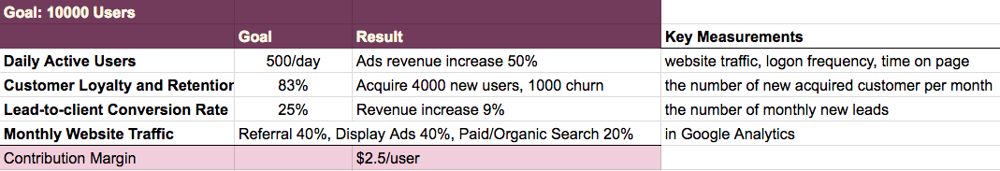 Goal: 10000 Users
Goal Result Key Measurements
Daily Active Users 500/day Ads revenue increase 50% website traffic, logon frequency, time on page
Customer Loyalty and Retention 83% Acquire 4000 new users, 1000 churn the number of new acquired customer per month
Lead-to-client Conversion Rate 25% Revenue increase 9% the number of monthly new leads
Monthly Website Traffic Referral 40%, Display Ads 40%, Paid/Organic Search 20% in Google Analytics
Contribution Margin $2.5/user